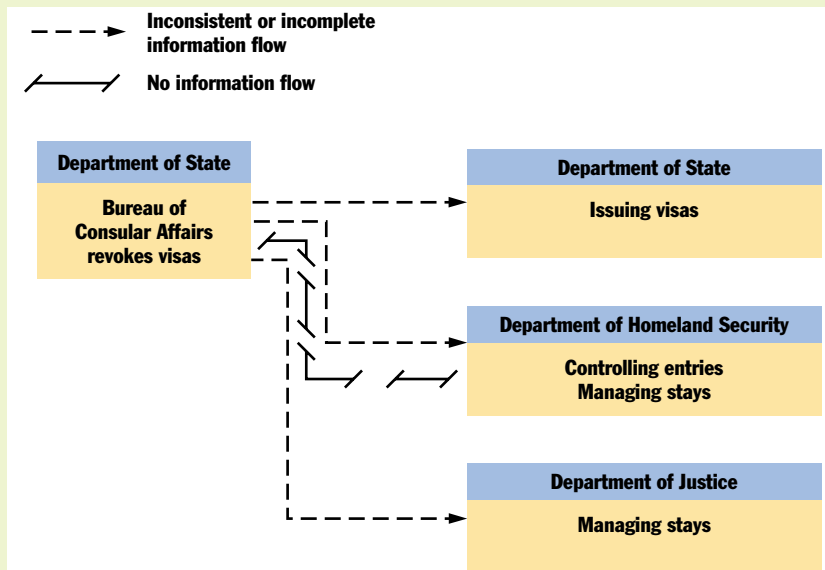 Inconsistent or incomplete
information flow
No information flow
Department of State
Bureau of
Consular Affairs
revokes visas
Department of State
Issuing visas
Department of Homeland Security
Controlling entries
Managing stays
Department of Justice
Managing stays